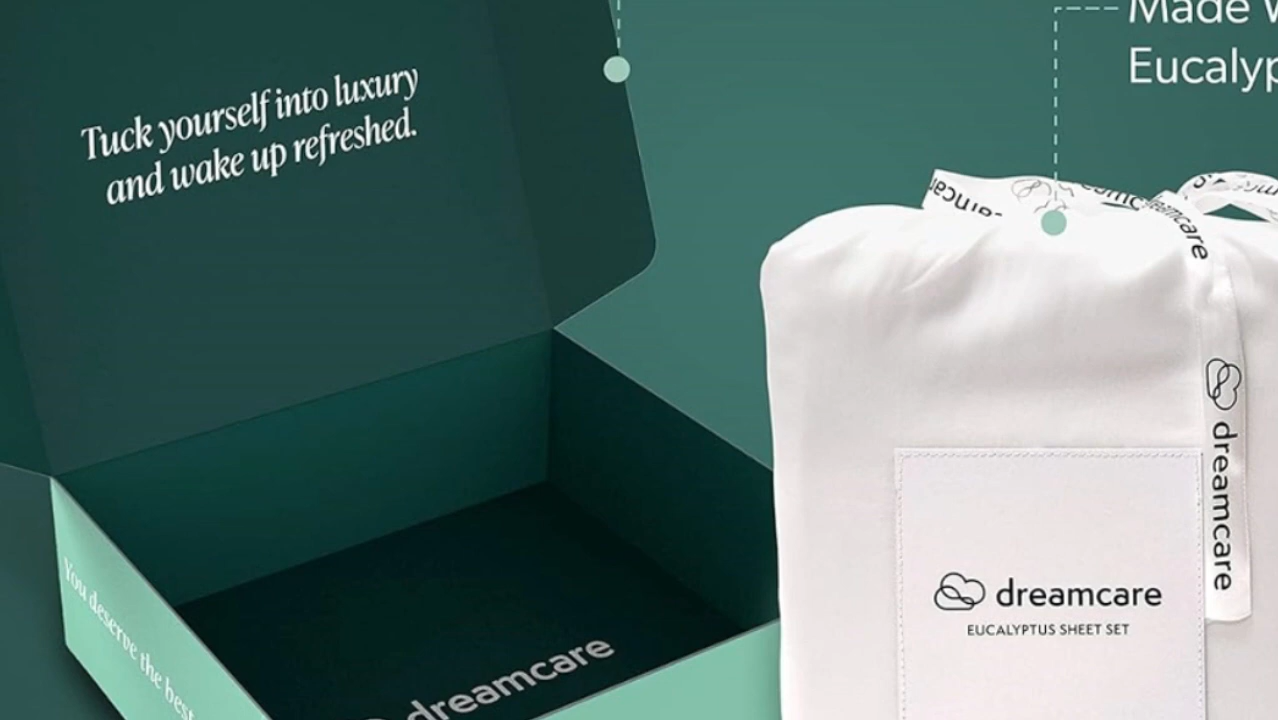 Made
Tuck yourself into luxury
and wake up refreshed.
dreamcare
dreamcare
You deserve the best
dreamcare
EUCALYPTUS SHEET SET
dreamcare